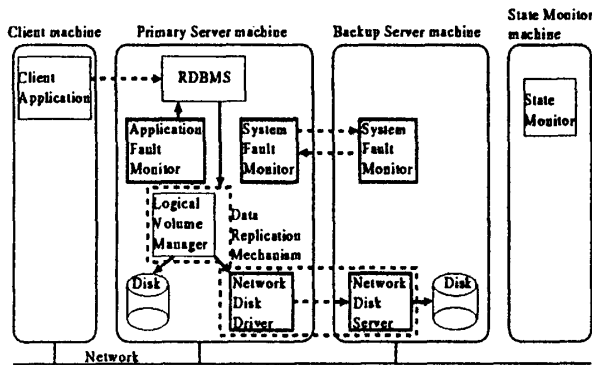 Client machine
Primary Server machine
Backup Server machine
State Monitor
machine
Client
Application
RDBMS
Application
Fault
Monitor
System
Fault
Monitor
System
Fault
Monitor
State
Monitor
Logical
Volume
Manager
Data
Replication
Mechanism
Disk
Network
Disk
Driver
Network
Disk
Server
Disk
Network